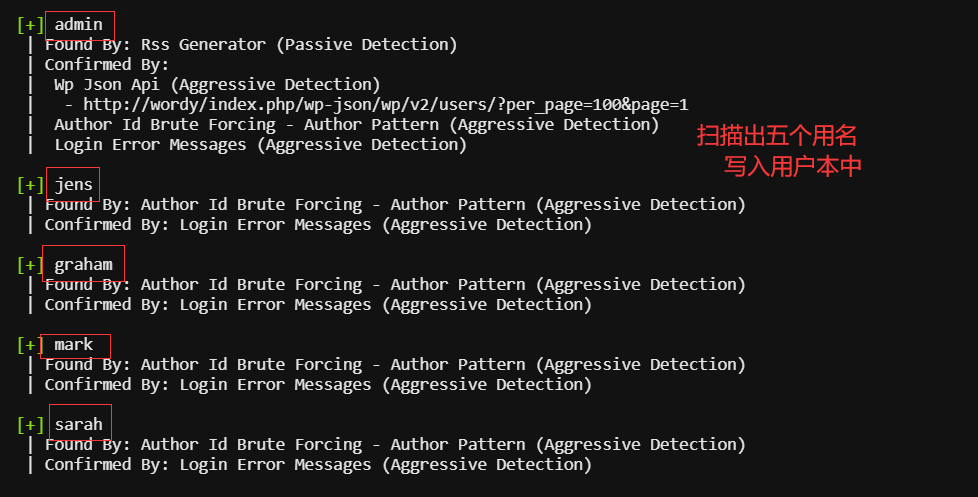 [+] admin
| Found By: Rss Generator (Passive Detection)
| Confirmed By:
|  Wp Json Api (Aggressive Detection)
|   - http://wordy/index.php/wp-json/wp/v2/users/?per_page=100&page=1
|  Author Id Brute Forcing - Author Pattern (Aggressive Detection)
|  Login Error Messages (Aggressive Detection)
扫描出五个用名
写入用户本中
[+] jens
| Found By: Author Id Brute Forcing - Author Pattern (Aggressive Detection)
| Confirmed By: Login Error Messages (Aggressive Detection)
[+] graham
| Found By: Author Id Brute Forcing - Author Pattern (Aggressive Detection)
| Confirmed By: Login Error Messages (Aggressive Detection)
[+] mark
| Found By: Author Id Brute Forcing - Author Pattern (Aggressive Detection)
| Confirmed By: Login Error Messages (Aggressive Detection)
[+] sarah
| Found By: Author Id Brute Forcing - Author Pattern (Aggressive Detection)
| Confirmed By: Login Error Messages (Aggressive Detection)